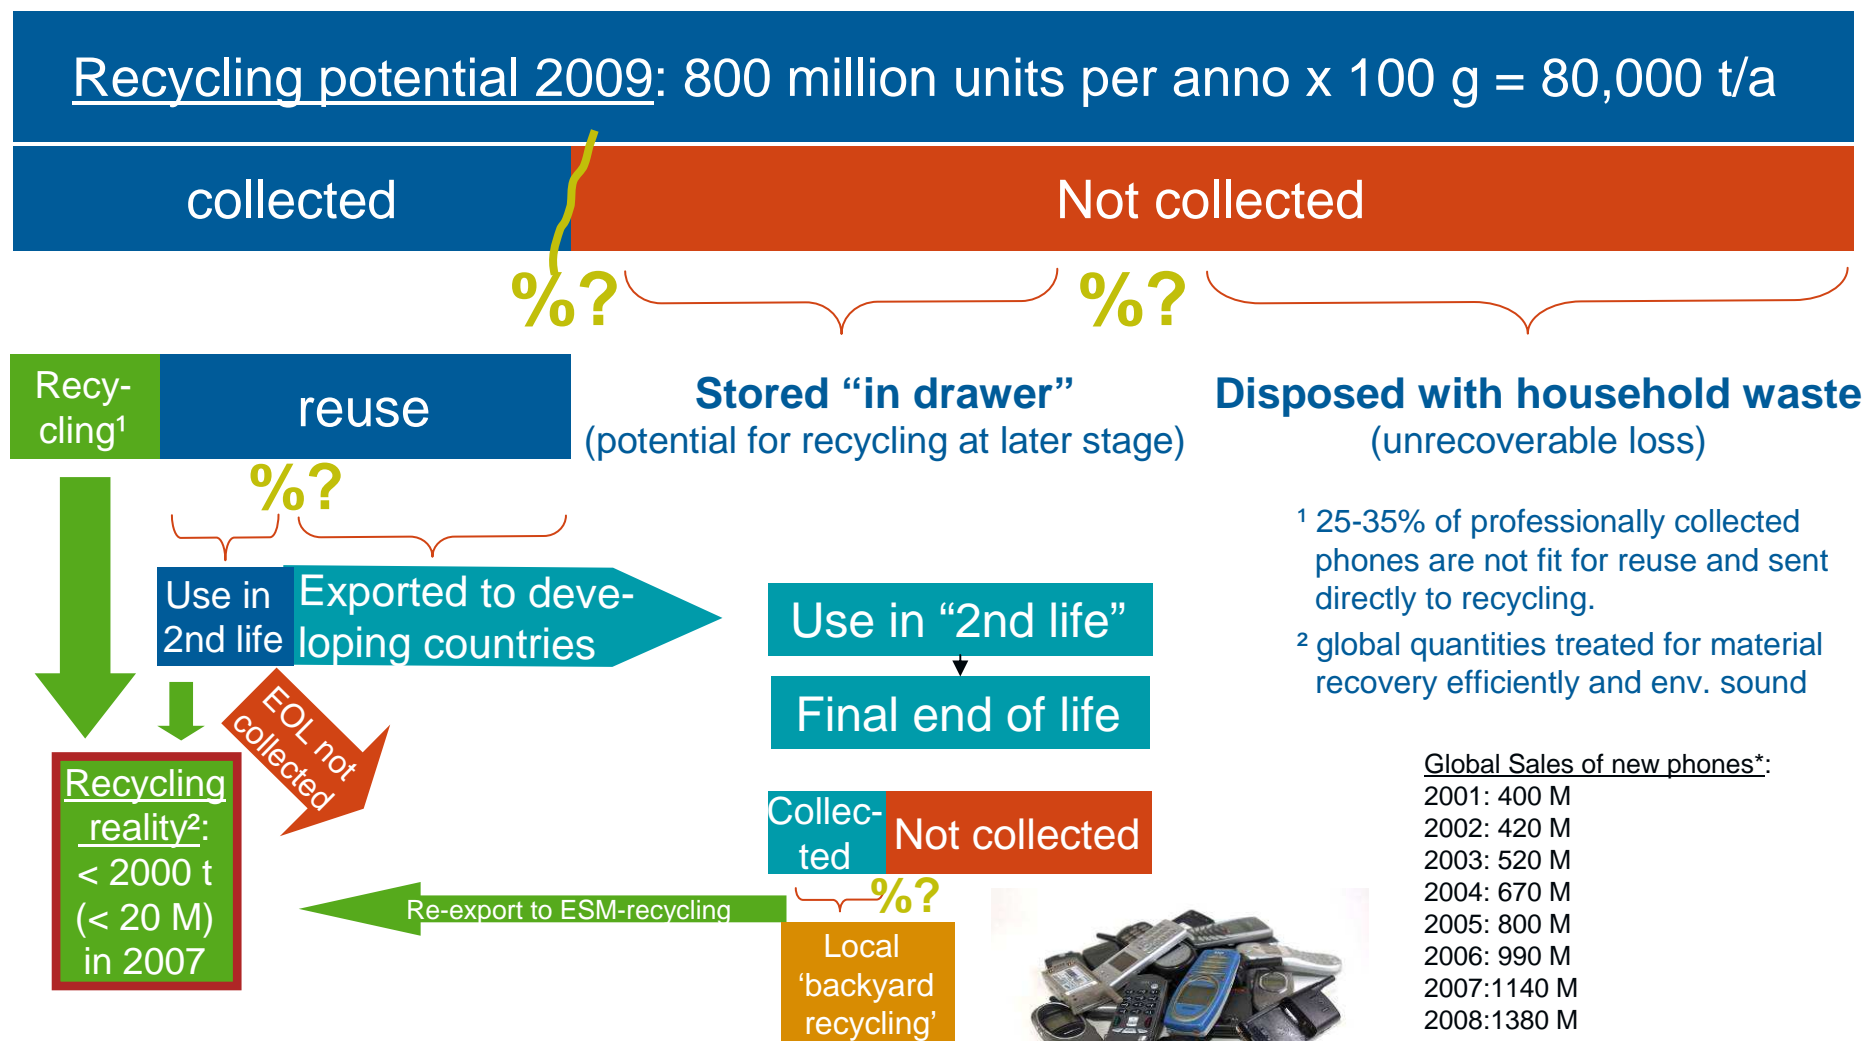 Recycling potential 2009: 800 million units per anno x 100 g = 80,000 t/a
collected
Not collected
%?
%?
Recy-
cling¹
reuse
Stored “in drawer”
(potential for recycling at later stage)
Disposed with household waste
(unrecoverable loss)
%?
¹ 25-35% of professionally collected
phones are not fit for reuse and sent
directly to recycling.
² global quantities treated for material
recovery efficiently and env. sound
Use in
2nd life
Exported to deve-
loping countries
Use in “2nd life”
Final end of life
EOL not
collected
Recycling
reality²:
< 2000 t
(< 20 M)
in 2007
Collec-
ted
Not collected
%?
Re-export to ESM-recycling
Local
‘backyard
recycling’
Global Sales of new phones*:
2001: 400 M
2002: 420 M
2003: 520 M
2004: 670 M
2005: 800 M
2006: 990 M
2007:1140 M
2008:1380 M